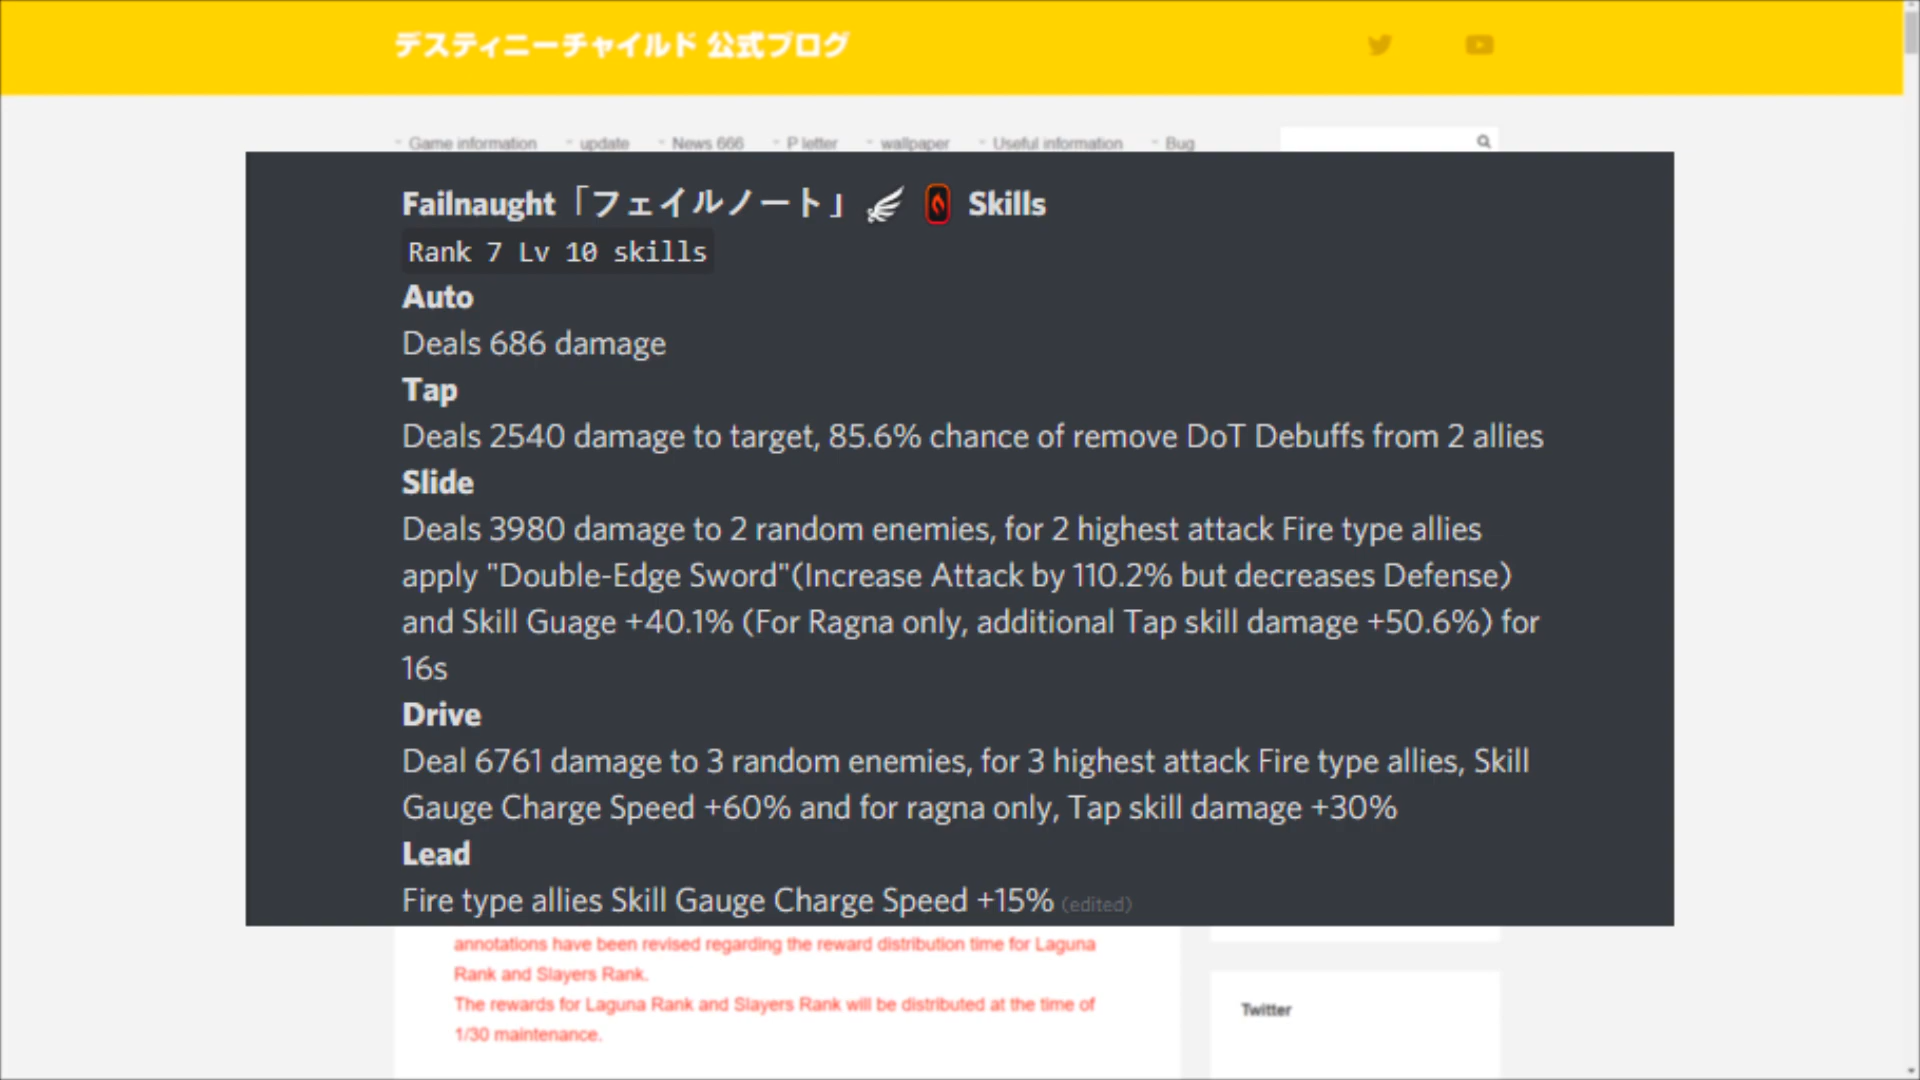 デスティニーチャイルド 公式ブログ
Game information update News 666 P letter wallpaper Useful information Bug
Failnaught「フェイルノート」 Skills
Rank 7 Lv 10 skills
Auto
Deals 686 damage
Tap
Deals 2540 damage to target, 85.6% chance of remove DoT Debuffs from 2 allies
Slide
Deals 3980 damage to 2 random enemies, for 2 highest attack Fire type allies
apply "Double-Edge Sword"(Increase Attack by 110.2% but decreases Defense)
and Skill Guage +40.1% (For Ragna only, additional Tap skill damage +50.6%) for
16s
Drive
Deal 6761 damage to 3 random enemies, for 3 highest attack Fire type allies, Skill
Gauge Charge Speed +60% and for ragna only, Tap skill damage +30%
Lead
Fire type allies Skill Gauge Charge Speed +15% (edited)
annotations have been revised regarding the reward distribution time for Laguna
Rank and Slayers Rank.
The rewards for Laguna Rank and Slayers Rank will be distributed at the time of
1/30 maintenance.
Twitter